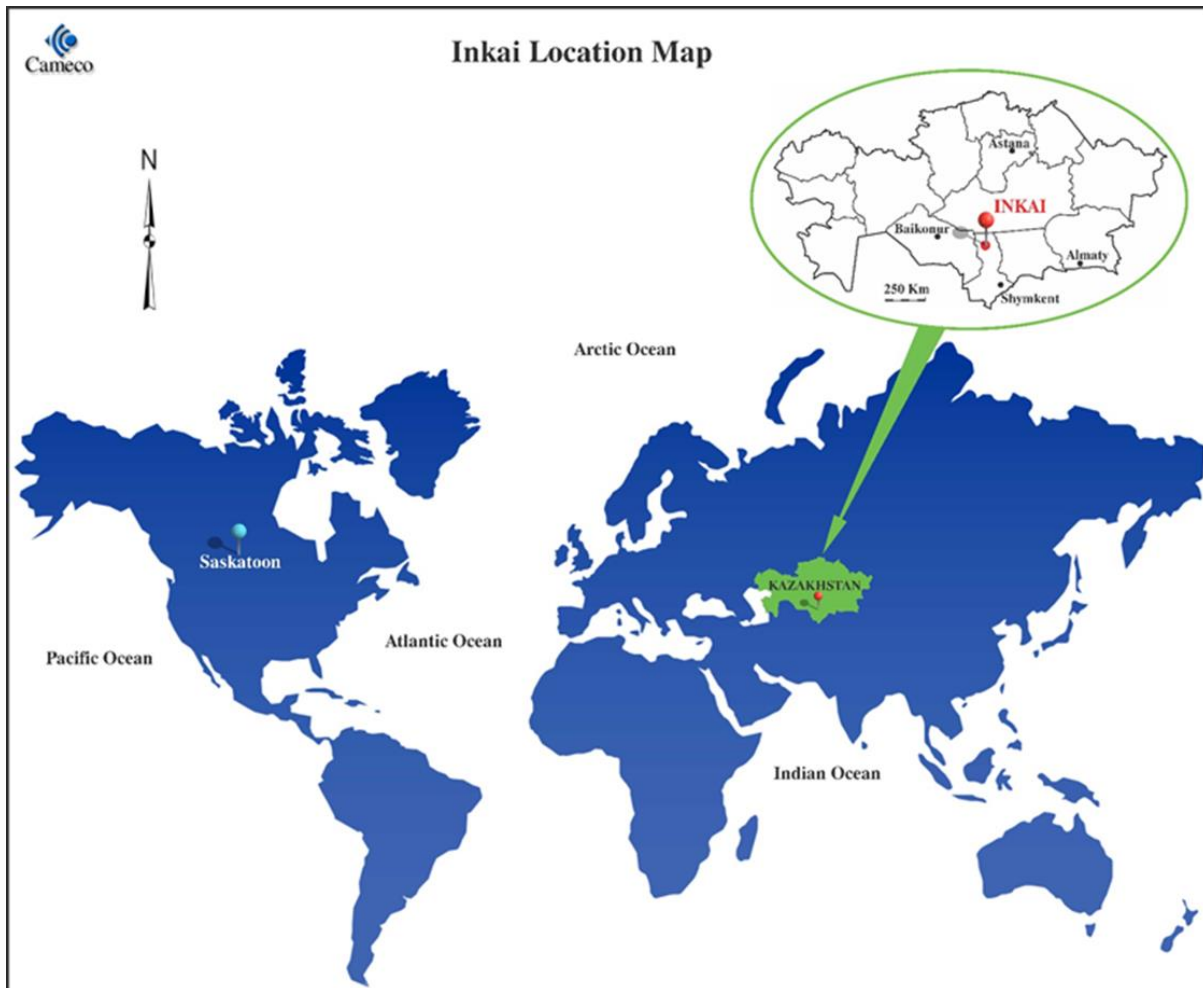 Cameco
Inkai Location Map
N
Astana
INKAI
Baikonur
Almaty
250 Km
Shymkent
Arctic Ocean
Saskatoon
KAZAKHSTAN
Atlantic Ocean
Pacific Ocean
Indian Ocean